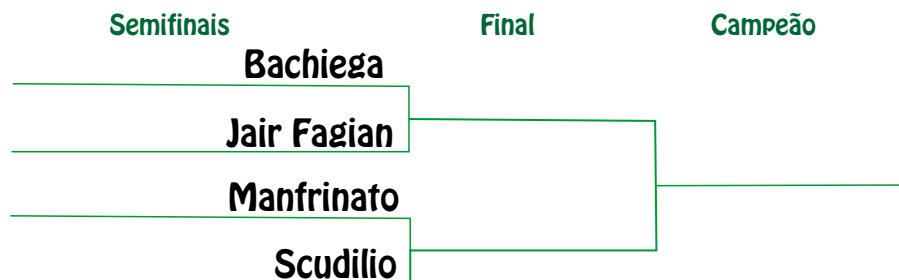 Semifinais Final Campeão
Bachiega
Jair Fagian
Manfrinato
Scudilio